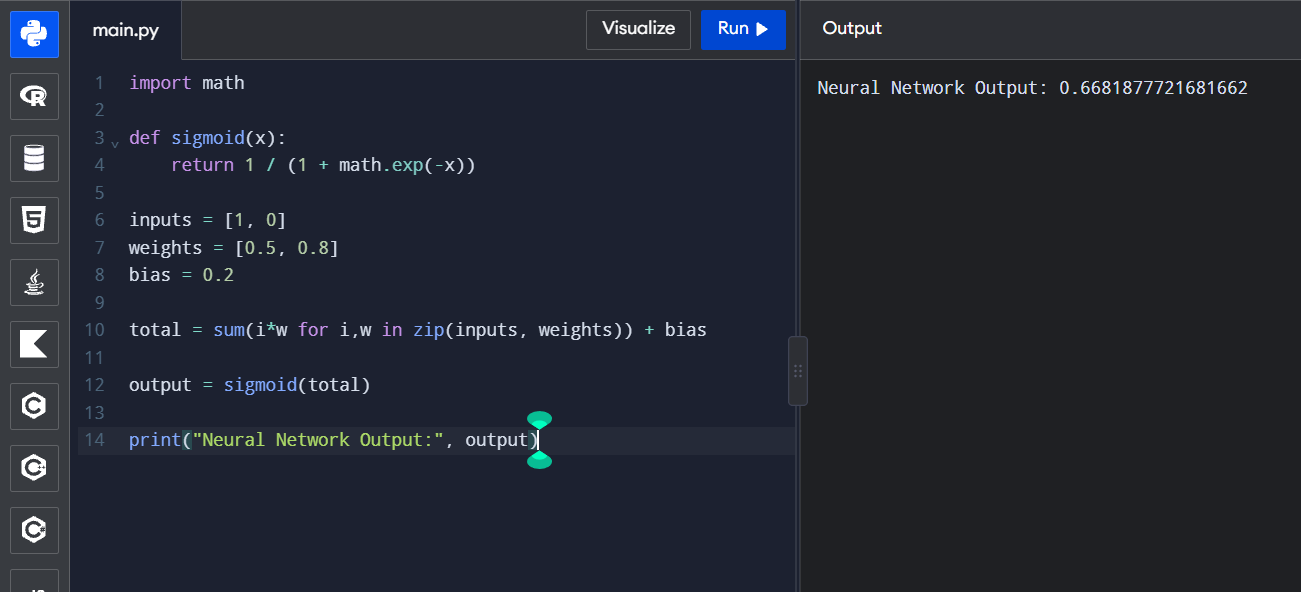 main.py
Visualize
Run
Output
1 import math
2
3 def sigmoid(x):
4     return 1 / (1 + math.exp(-x))
5
6 inputs = [1, 0]
7 weights = [0.5, 0.8]
8 bias = 0.2
9
10 total = sum(i*w for i,w in zip(inputs, weights)) + bias
11
12 output = sigmoid(total)
13
14 print("Neural Network Output:", output)
Neural Network Output: 0.6681877721681662
R
5
C
C++
C#
JS